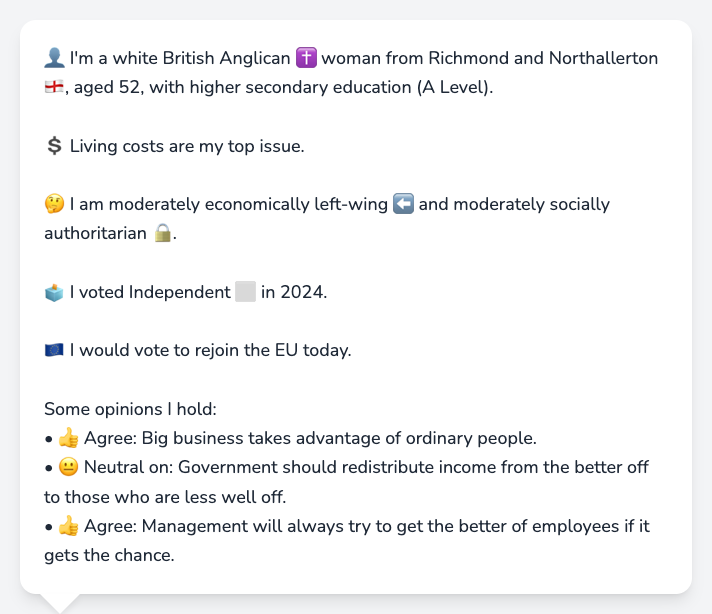 👤 I'm a white British Anglican ✝️ woman from Richmond and Northallerton
🏴󠁧󠁢󠁥󠁮󠁧󠁿, aged 52, with higher secondary education (A Level).
💲 Living costs are my top issue.
🤔 I am moderately economically left-wing ⬅️ and moderately socially
authoritarian 🔒.
🗳️ I voted Independent ⬜ in 2024.
🇪🇺 I would vote to rejoin the EU today.
Some opinions I hold:
• 👍 Agree: Big business takes advantage of ordinary people.
• 😐 Neutral on: Government should redistribute income from the better off
to those who are less well off.
• 👍 Agree: Management will always try to get the better of employees if it
gets the chance.